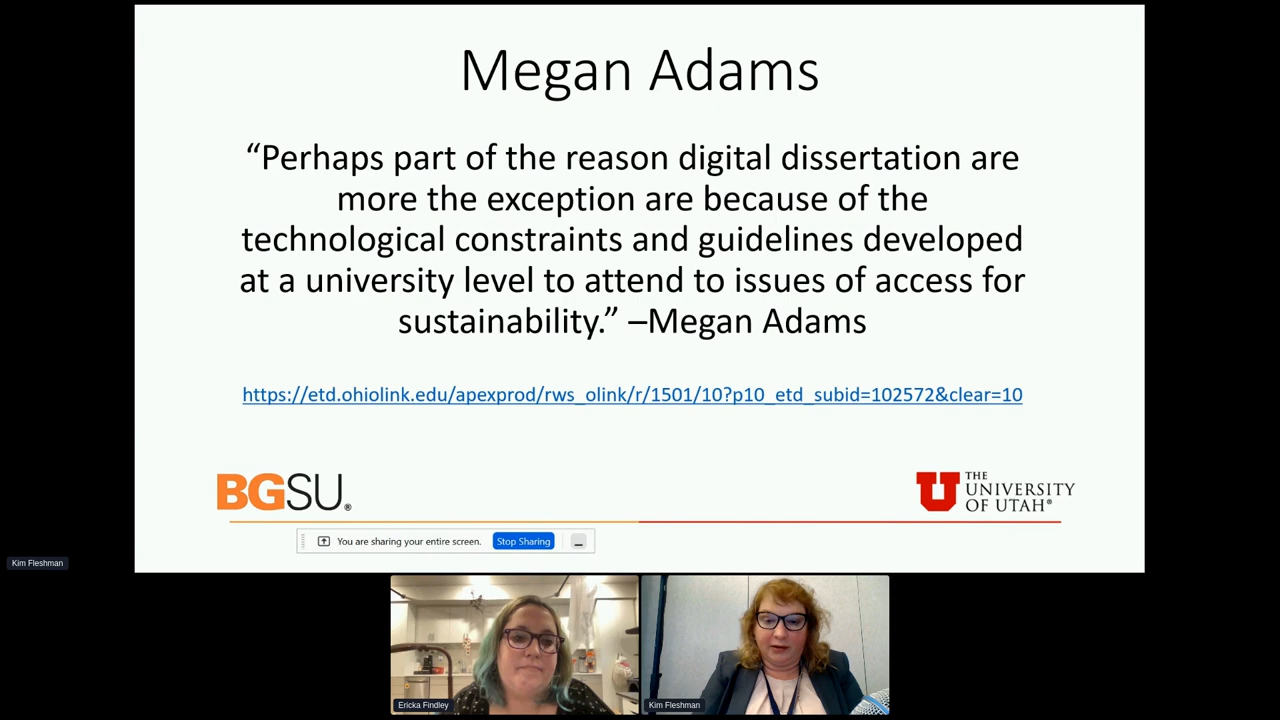 Megan Adams
“Perhaps part of the reason digital dissertation are
more the exception are because of the
technological constraints and guidelines developed
at a university level to attend to issues of access for
sustainability.” –Megan Adams
https://etd.ohiolink.edu/apexprod/rws_olink/r/1501/10?p10_etd_subid=102572&clear=10
BGSU®
THE
UNIVERSITY
OF UTAH®
You are sharing your entire screen. Stop Sharing
Kim Fleshman
Ericka Findley
Kim Fleshman